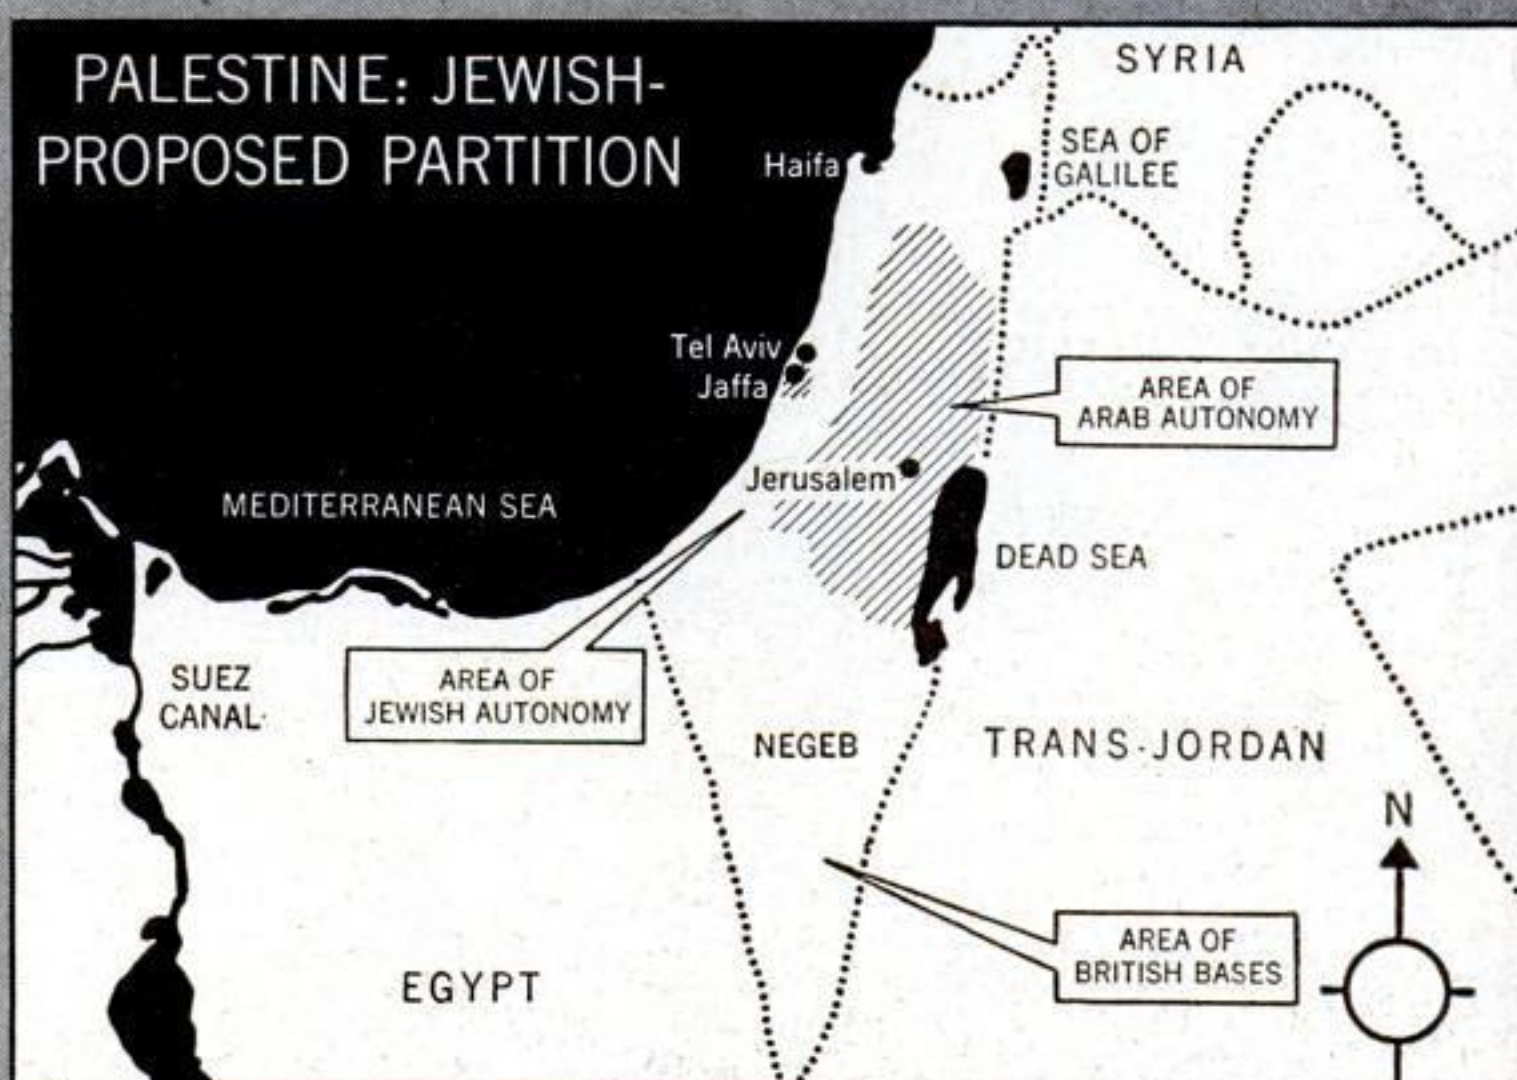 PALESTINE: JEWISH-
PROPOSED PARTITION
SYRIA
SEA OF
GALILEE
Haifa
Tel Aviv
Jaffa
AREA OF
ARAB AUTONOMY
Jerusalem
MEDITERRANEAN SEA
DEAD SEA
SUEZ
CANAL
AREA OF
JEWISH AUTONOMY
NEGEB
TRANS-JORDAN
N
AREA OF
BRITISH BASES
EGYPT